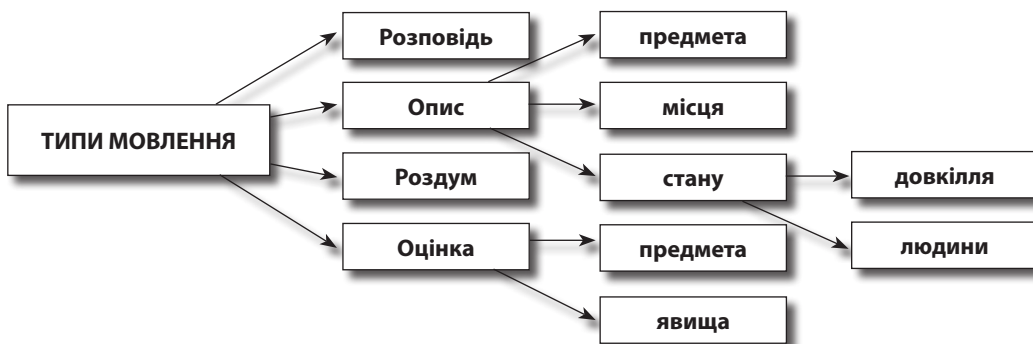 ТИПИ МОВЛЕННЯ
Розповідь
Опис
предмета
місця
стану
довкілля
людини
Роздум
Оцінка
предмета
явища